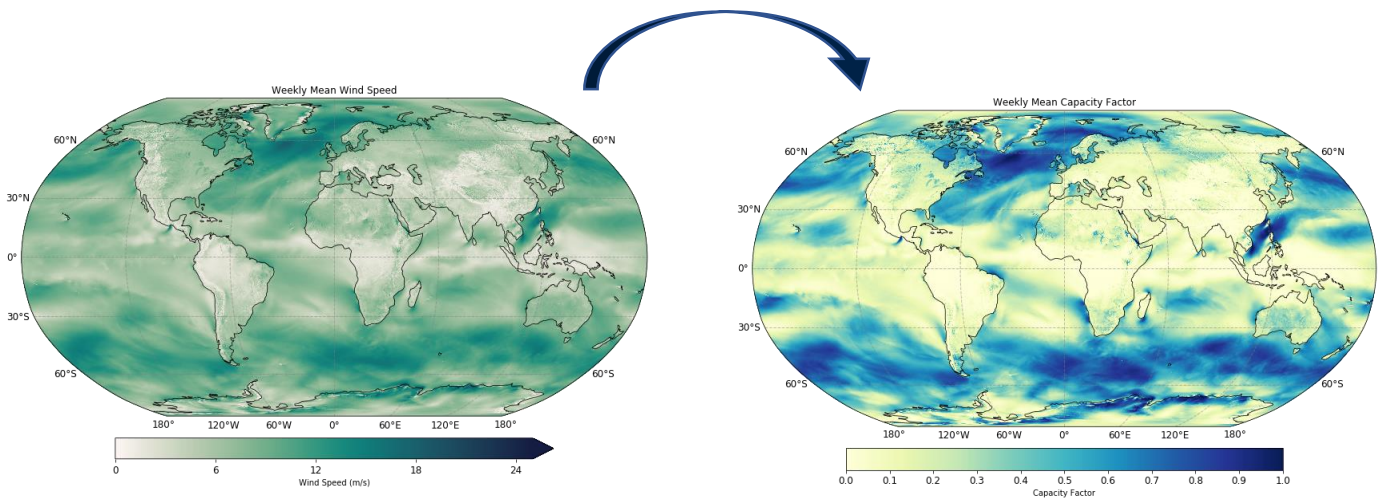 Weekly Mean Wind Speed
60°N
60°N
30°N
30°N
0°
0°
30°S
30°S
60°S
60°S
180° 120°W 60°W 0° 60°E 120°E 180°
0 6 12 18 24
Wind Speed (m/s)
Weekly Mean Capacity Factor
60°N
60°N
30°N
30°N
0°
0°
30°S
30°S
60°S
60°S
180° 120°W 60°W 0° 60°E 120°E 180°
0.0 0.1 0.2 0.3 0.4 0.5 0.6 0.7 0.8 0.9 1.0
Capacity Factor